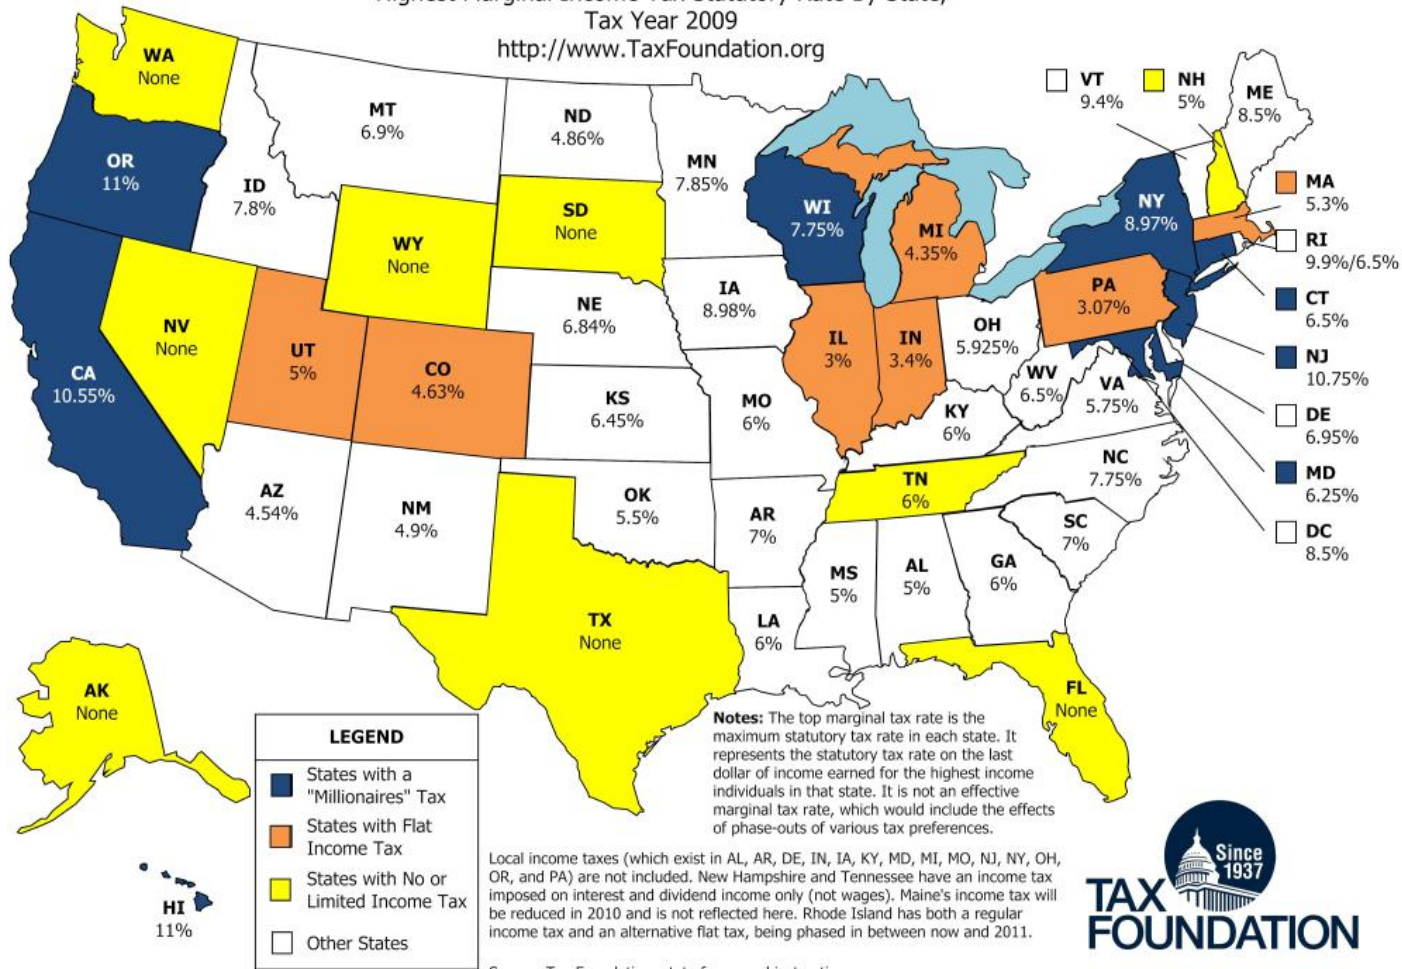 Highest Marginal Income Tax Statutory Rate By State,
Tax Year 2009
http://www.TaxFoundation.org
WA
None
OR
11%
CA
10.55%
NV
None
ID
7.8%
MT
6.9%
WY
None
UT
5%
CO
4.63%
AZ
4.54%
NM
4.9%
ND
4.86%
SD
None
NE
6.84%
KS
6.45%
OK
5.5%
TX
None
MN
7.85%
IA
8.98%
MO
6%
AR
7%
LA
6%
WI
7.75%
IL
3%
MI
4.35%
IN
3.4%
OH
5.925%
KY
6%
TN
6%
MS
5%
AL
5%
GA
6%
FL
None
SC
7%
NC
7.75%
VA
5.75%
WV
6.5%
PA
3.07%
NY
8.97%
VT
9.4%
NH
5%
ME
8.5%
MA
5.3%
RI
9.9%/6.5%
CT
6.5%
NJ
10.75%
DE
6.95%
MD
6.25%
DC
8.5%
AK
None
HI
11%
LEGEND
States with a
"Millionaires" Tax
States with Flat
Income Tax
States with No or
Limited Income Tax
Other States
Notes: The top marginal tax rate is the
maximum statutory tax rate in each state. It
represents the statutory tax rate on the last
dollar of income earned for the highest income
individuals in that state. It is not an effective
marginal tax rate, which would include the effects
of phase-outs of various tax preferences.
Local income taxes (which exist in AL, AR, DE, IN, IA, KY, MD, MI, MO, NJ, NY, OH,
OR, and PA) are not included. New Hampshire and Tennessee have an income tax
imposed on interest and dividend income only (not wages). Maine's income tax will
be reduced in 2010 and is not reflected here. Rhode Island has both a regular
income tax and an alternative flat tax, being phased in between now and 2011.
Since
1937
TAX
FOUNDATION